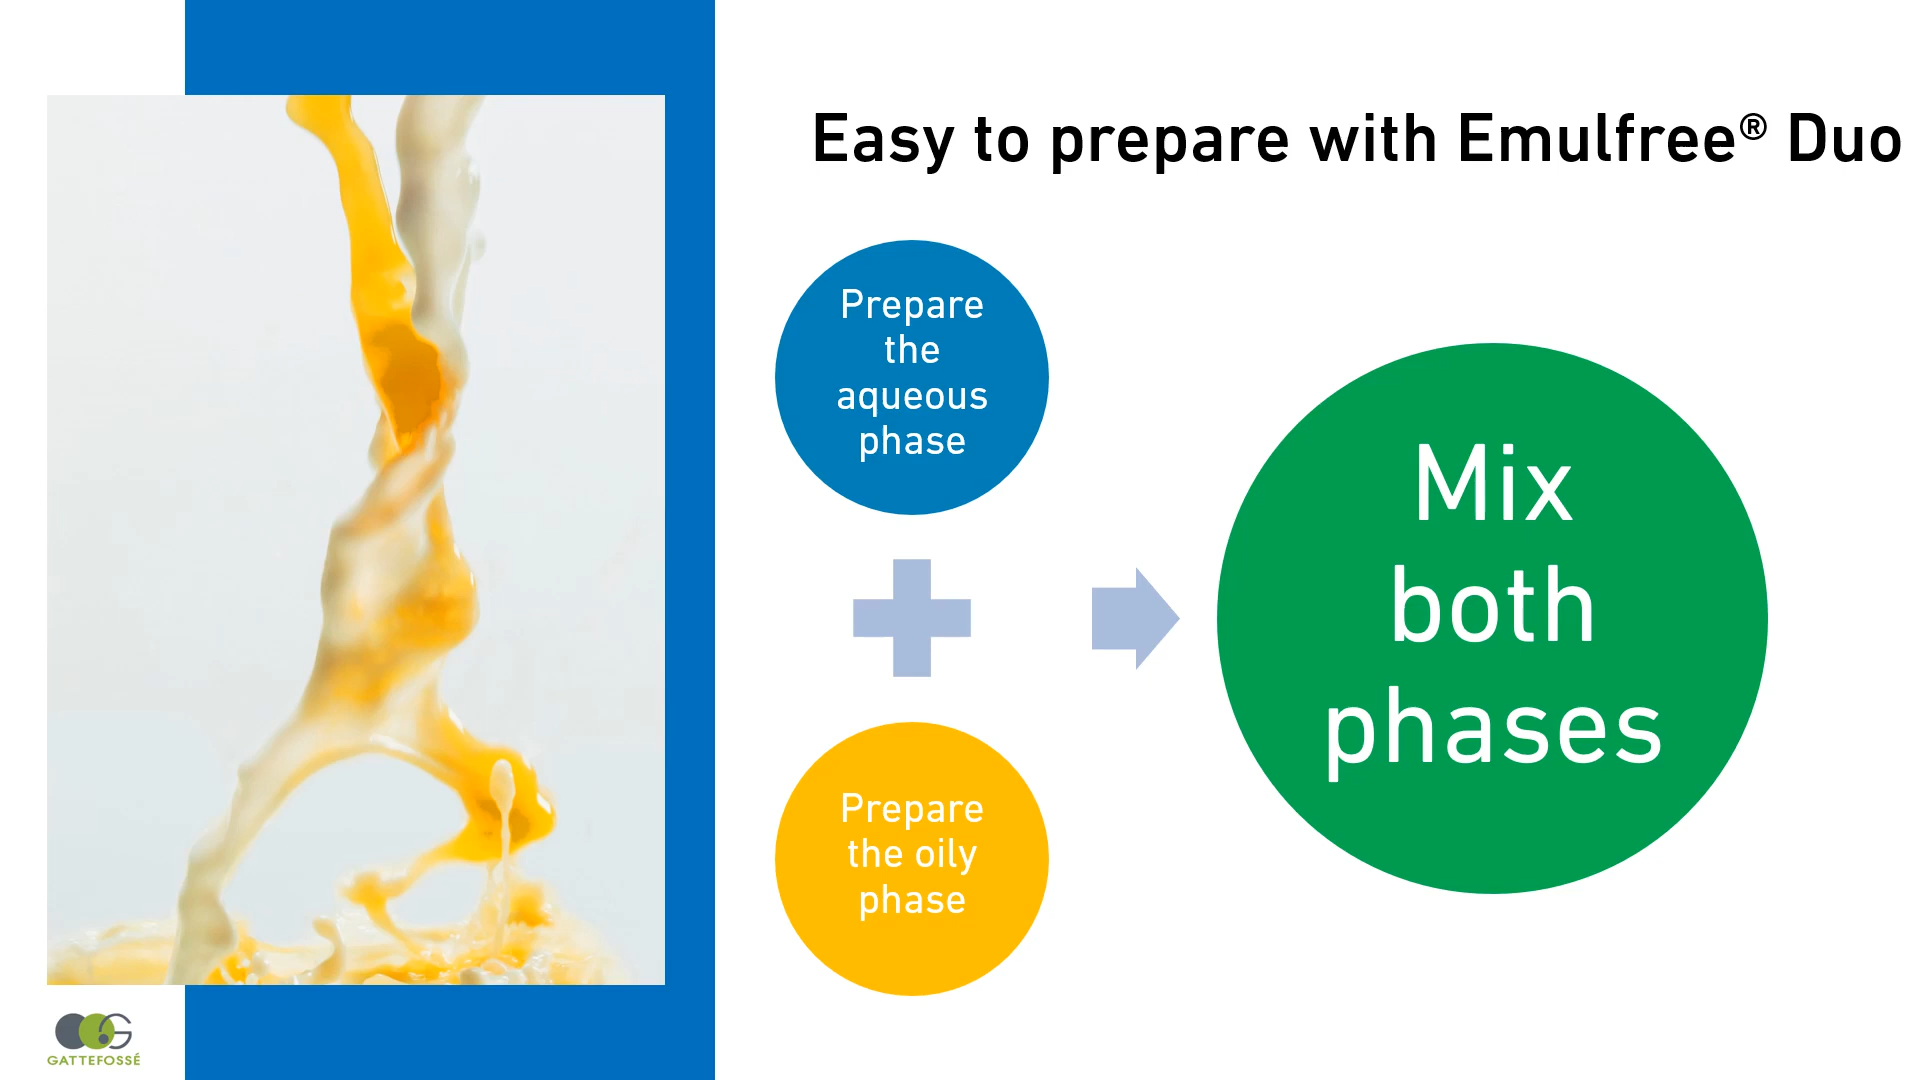 Easy to prepare with Emulfree® Duo
Prepare
the
aqueous
phase
Prepare
the oily
phase
Mix
both
phases
GATTEFOSSÉ